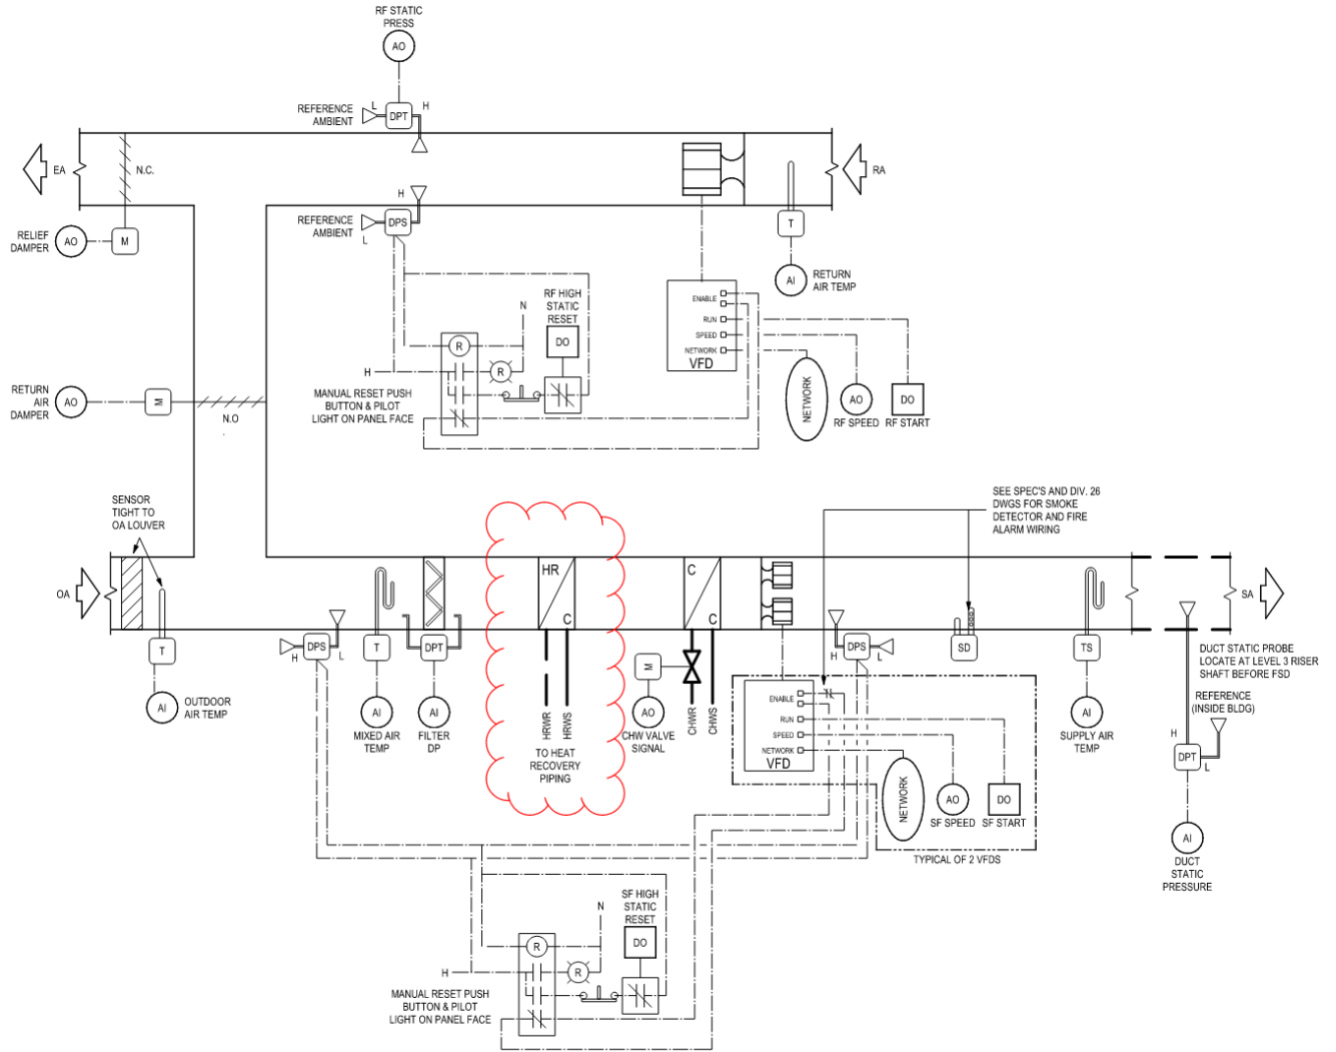 RF STATIC
PRESS
AO
L
H
REFERENCE
AMBIENT
DPT
EA
N.C.
RA
H
REFERENCE
AMBIENT
DPS
L
T
RELIEF
DAMPER
AO
M
AI
RETURN
AIR TEMP
RF HIGH
STATIC
RESET
N
DO
ENABLE
RUN
SPEED
NETWORK
VFD
R
H
R
MANUAL RESET PUSH
BUTTON & PILOT
LIGHT ON PANEL FACE
NETWORK
AO
RF SPEED
DO
RF START
RETURN
AIR
DAMPER
AO
M
N.O
.
SENSOR
TIGHT TO
OA LOUVER
SEE SPEC'S AND DIV. 26
DWGS FOR SMOKE
DETECTOR AND FIRE
ALARM WIRING
OA
HR
C
C
C
SA
T
H
DPS
L
T
DPT
M
H
DPS
L
SD
TS
DUCT STATIC PROBE
LOCATE AT LEVEL 3 RISER
SHAFT BEFORE FSD
AI
OUTDOOR
AIR TEMP
AI
MIXED AIR
TEMP
AI
FILTER
DP
HRWR
HRWS
TO HEAT
RECOVERY
PIPING
AO
CHW VALVE
SIGNAL
CHWR
CHWS
ENABLE
RUN
SPEED
NETWORK
VFD
NETWORK
AO
SF SPEED
DO
SF START
TYPICAL OF 2 VFDS
AI
SUPPLY AIR
TEMP
REFERENCE
(INSIDE BLDG)
H
DPT
L
AI
DUCT
STATIC
PRESSURE
SF HIGH
STATIC
RESET
N
DO
R
H
R
MANUAL RESET PUSH
BUTTON & PILOT
LIGHT ON PANEL FACE